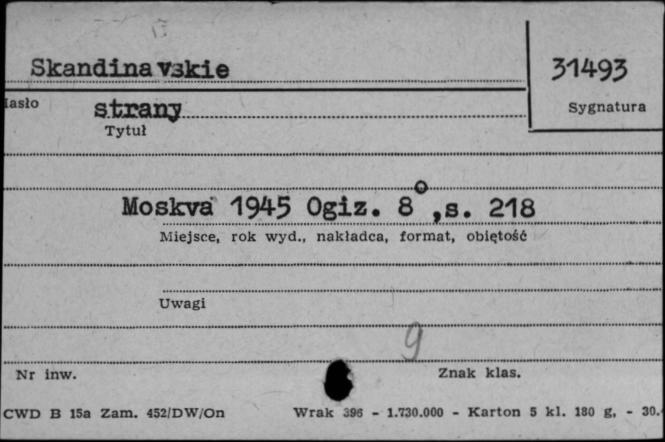 Skandinavskie
31493
Hasło
strany
Sygnatura
Tytuł
Moskva 1945 Ogiz. 8°, s. 218
Miejsce, rok wyd., nakładca, format, objętość
Uwagi
9
Nr inw.
Znak klas.
CWD B 15a Zam. 452/DW/On
Wrak 396 - 1.730.000 - Karton 5 kl. 180 g. - 30.